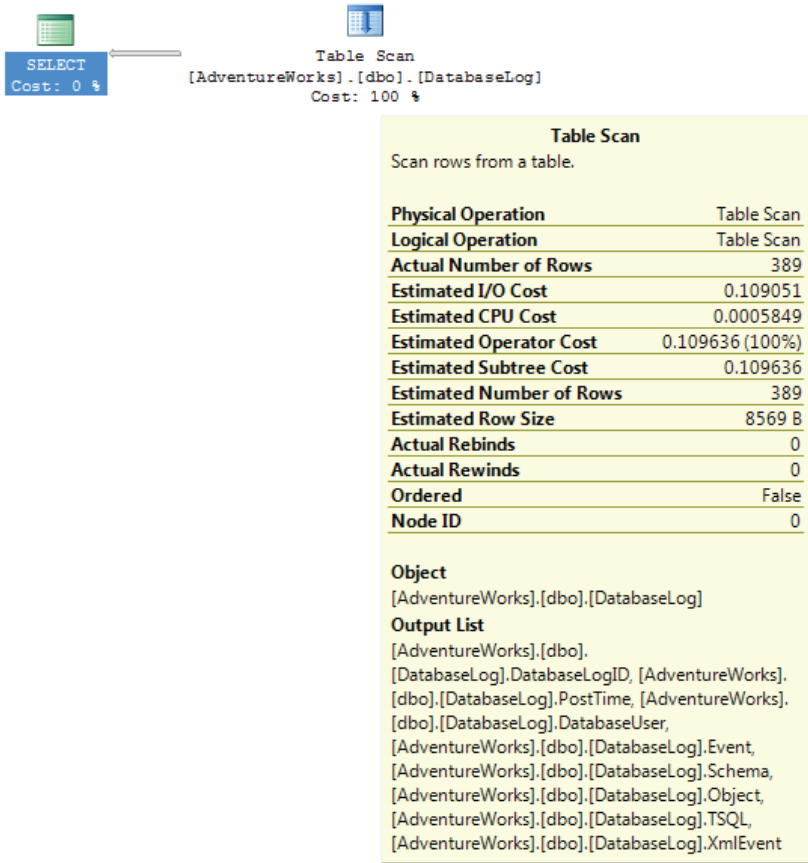 SELECT
Cost: 0 %
Table Scan
[AdventureWorks].[dbo].[DatabaseLog]
Cost: 100 %
Table Scan
Scan rows from a table.
Physical Operation Table Scan
Logical Operation Table Scan
Actual Number of Rows 389
Estimated I/O Cost 0.109051
Estimated CPU Cost 0.0005849
Estimated Operator Cost 0.109636 (100%)
Estimated Subtree Cost 0.109636
Estimated Number of Rows 389
Estimated Row Size 8569 B
Actual Rebinds 0
Actual Rewinds 0
Ordered False
Node ID 0
Object
[AdventureWorks].[dbo].[DatabaseLog]
Output List
[AdventureWorks].[dbo].
[DatabaseLog].DatabaseLogID, [AdventureWorks].
[dbo].[DatabaseLog].PostTime, [AdventureWorks].
[dbo].[DatabaseLog].DatabaseUser,
[AdventureWorks].[dbo].[DatabaseLog].Event,
[AdventureWorks].[dbo].[DatabaseLog].Schema,
[AdventureWorks].[dbo].[DatabaseLog].Object,
[AdventureWorks].[dbo].[DatabaseLog].TSQL,
[AdventureWorks].[dbo].[DatabaseLog].XmlEvent